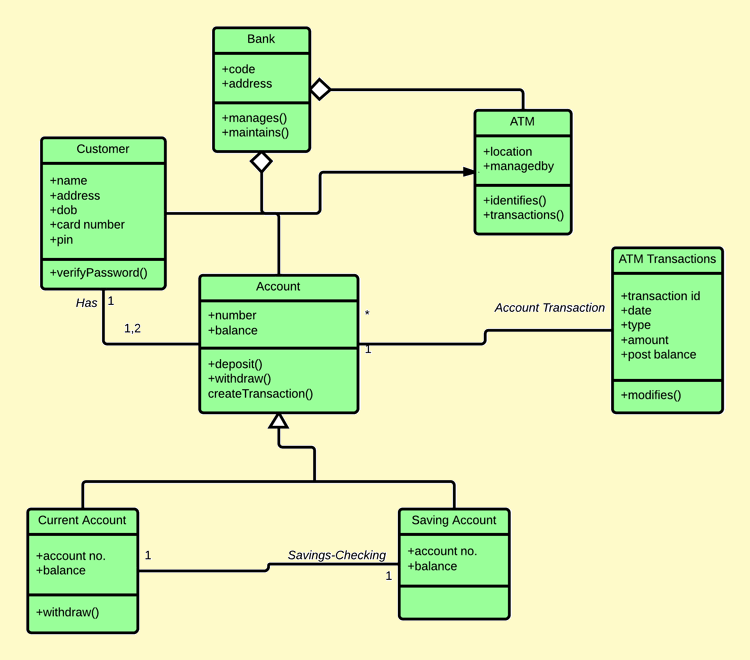 Bank
+code
+address
+manages()
+maintains()
ATM
+location
+managedby
+identifies()
+transactions()
Customer
+name
+address
+dob
+card number
+pin
+verifyPassword()
Has
1
1,2
Account
+number
+balance
+deposit()
+withdraw()
createTransaction()
*
1
Account Transaction
ATM Transactions
+transaction id
+date
+type
+amount
+post balance
+modifies()
Current Account
+account no.
+balance
+withdraw()
1
Savings-Checking
1
Saving Account
+account no.
+balance